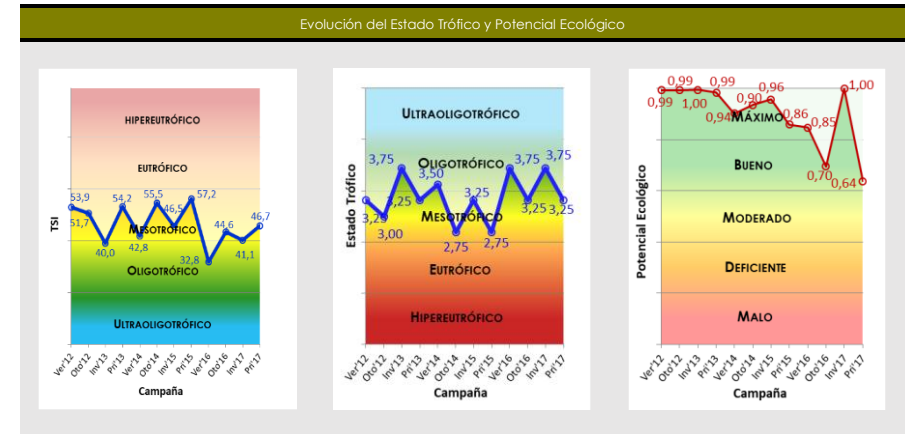 Evolución del Estado Trófico y Potencial Ecológico
TSI
HIPEREUTRÓFICO
EUTRÓFICO
MESOTRÓFICO
OLIGOTRÓFICO
ULTRAOLIGOTRÓFICO
53,9
51,7
40,0
54,2
42,8
55,5
46,5
57,2
32,8
44,6
41,1
46,7
Ver'12
Oto'12
Inv'13
Pri'13
Ver'14
Oto'14
Inv'15
Pri'15
Ver'16
Oto'16
Inv'17
Pri'17
Campaña
Estado Trófico
ULTRAOLIGOTRÓFICO
OLIGOTRÓFICO
MESOTRÓFICO
EUTRÓFICO
HIPEREUTRÓFICO
3,25
3,00
3,75
3,25
3,50
2,75
3,25
2,75
3,75
3,25
3,75
3,25
Ver'12
Oto'12
Inv'13
Pri'13
Ver'14
Oto'14
Inv'15
Pri'15
Ver'16
Oto'16
Inv'17
Pri'17
Campaña
Potencial Ecológico
MÁXIMO
BUENO
MODERADO
DEFICIENTE
MALO
0,99
0,99
1,00
0,99
0,94
0,90
0,96
0,86
0,85
0,70
1,00
0,64
Ver'12
Oto'12
Inv'13
Pri'13
Ver'14
Oto'14
Inv'15
Pri'15
Ver'16
Oto'16
Inv'17
Pri'17
Campaña